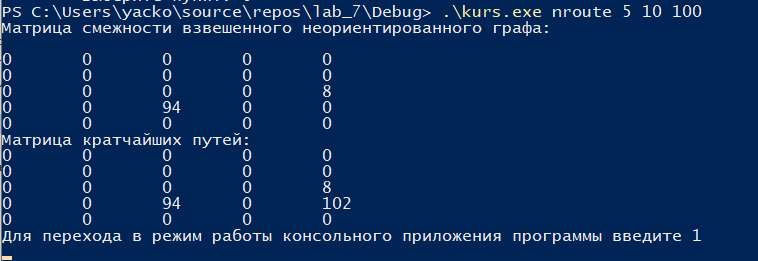 PS C:\Users\yacko\source\repos\lab_7\Debug> .\kurs.exe nroute 5 10 100
Матрица смежности взвешенного неориентированного графа:
0 0 0 0 0
0 0 0 0 0
0 0 0 0 8
0 0 94 0 0
0 0 0 0 0
Матрица кратчайших путей:
0 0 0 0 0
0 0 0 0 0
0 0 0 0 8
0 0 94 0 102
0 0 0 0 0
Для перехода в режим работы консольного приложения программы введите 1